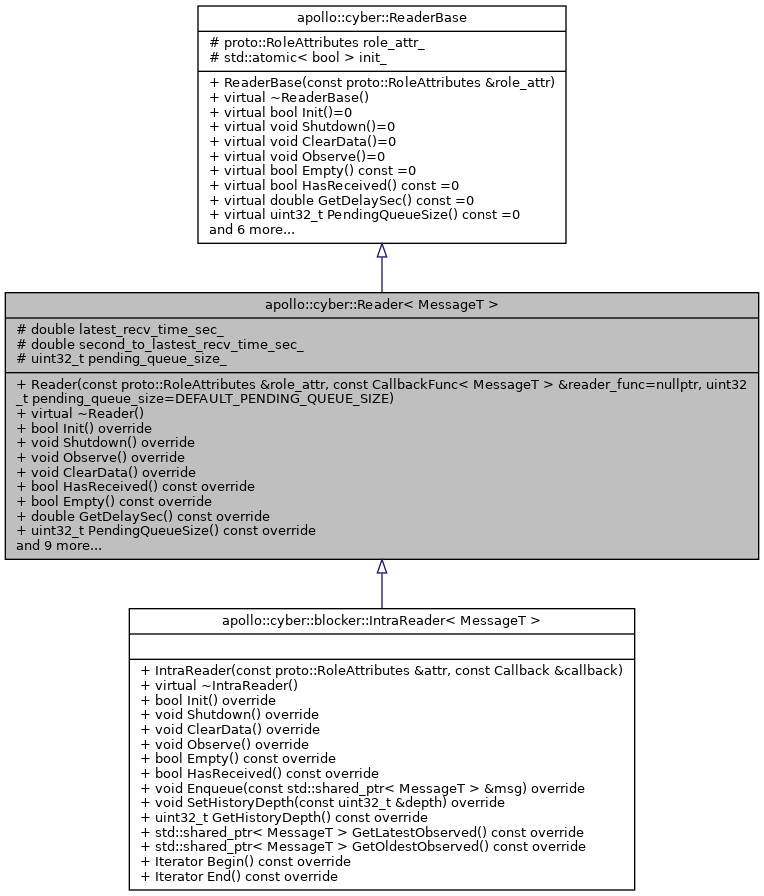 apollo::cyber::ReaderBase
# proto::RoleAttributes role_attr_
# std::atomic< bool > init_
+ ReaderBase(const proto::RoleAttributes &role_attr)
+ virtual ~ReaderBase()
+ virtual bool Init()=0
+ virtual void Shutdown()=0
+ virtual void ClearData()=0
+ virtual void Observe()=0
+ virtual bool Empty() const =0
+ virtual bool HasReceived() const =0
+ virtual double GetDelaySec() const =0
+ virtual uint32_t PendingQueueSize() const =0
and 6 more...
apollo::cyber::Reader< MessageT >
# double latest_recv_time_sec_
# double second_to_lastest_recv_time_sec_
# uint32_t pending_queue_size_
+ Reader(const proto::RoleAttributes &role_attr, const CallbackFunc< MessageT > &reader_func=nullptr, uint32
_t pending_queue_size=DEFAULT_PENDING_QUEUE_SIZE)
+ virtual ~Reader()
+ bool Init() override
+ void Shutdown() override
+ void Observe() override
+ void ClearData() override
+ bool HasReceived() const override
+ bool Empty() const override
+ double GetDelaySec() const override
+ uint32_t PendingQueueSize() const override
and 9 more...
apollo::cyber::blocker::IntraReader< MessageT >
+ IntraReader(const proto::RoleAttributes &attr, const Callback &callback)
+ virtual ~IntraReader()
+ bool Init() override
+ void Shutdown() override
+ void ClearData() override
+ void Observe() override
+ bool Empty() const override
+ bool HasReceived() const override
+ void Enqueue(const std::shared_ptr< MessageT > &msg) override
+ void SetHistoryDepth(const uint32_t &depth) override
+ uint32_t GetHistoryDepth() const override
+ std::shared_ptr< MessageT > GetLatestObserved() const override
+ std::shared_ptr< MessageT > GetOldestObserved() const override
+ Iterator Begin() const override
+ Iterator End() const override